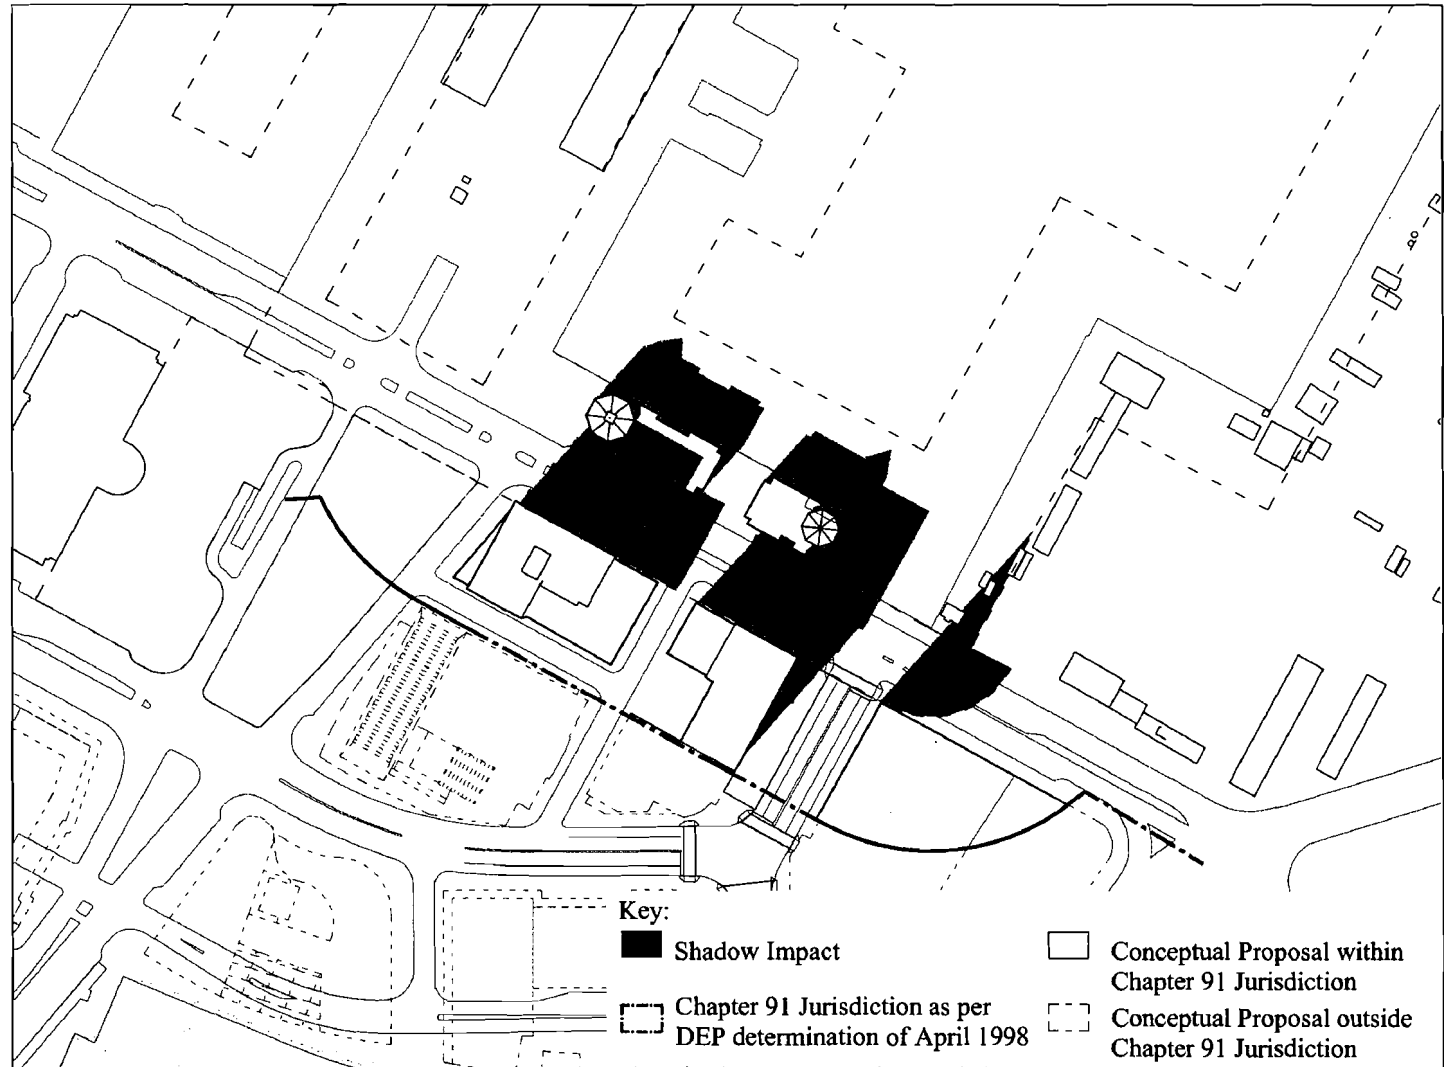 Key:
Shadow Impact
Chapter 91 Jurisdiction as per
DEP determination of April 1998
Conceptual Proposal within
Chapter 91 Jurisdiction
Conceptual Proposal outside
Chapter 91 Jurisdiction